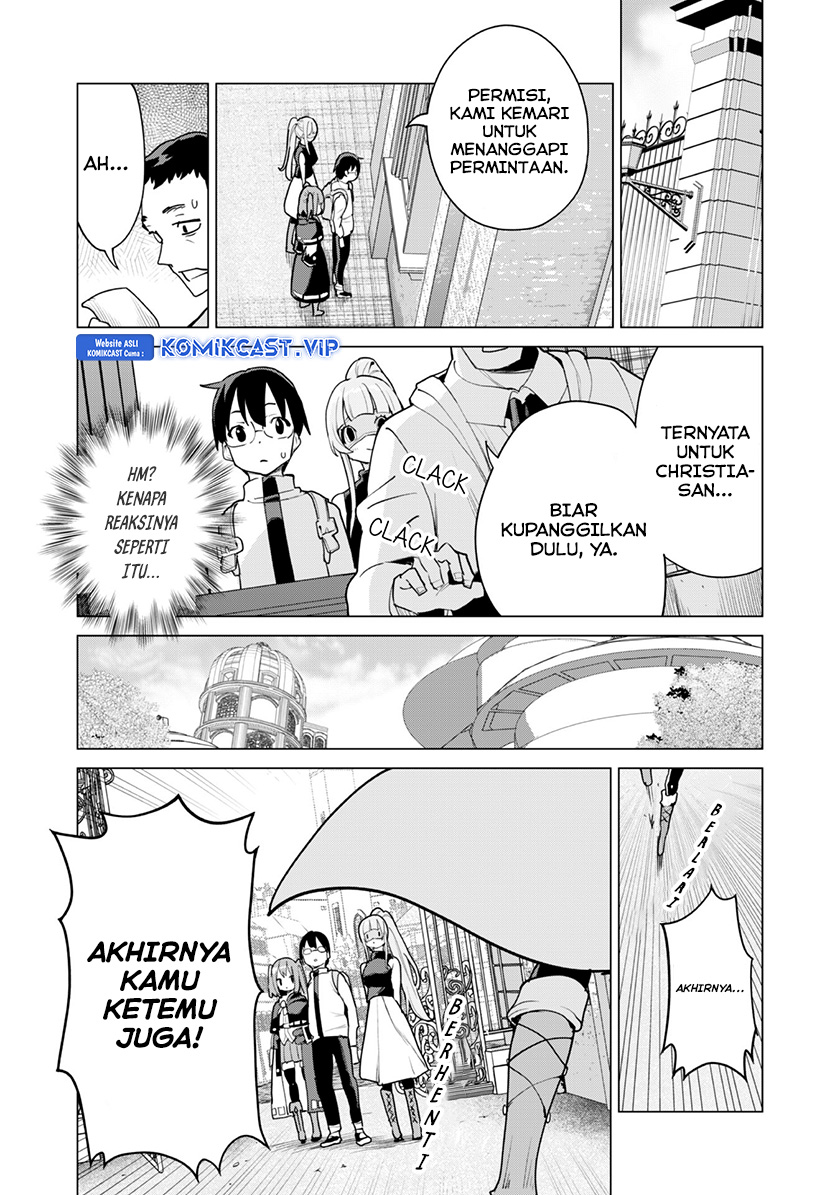 PERMISI,
KAMI KEMARI
UNTUK
MENANGGAPI
PERMINTAAN.
AH...
Website ASLI
KOMIKCAST Cuma :
KOMIKCAST.VIP
TERNYATA
UNTUK
CHRISTIA-
SAN...
BIAR
KUPANGGILKAN
DULU, YA.
CLACK
CLACK
HM?
KENAPA
REAKSINYA
SEPERTI
ITU...
BERLARI
AKHIRNYA...
AKHIRNYA
KAMU
KETEMU
JUGA!
BERHENTI